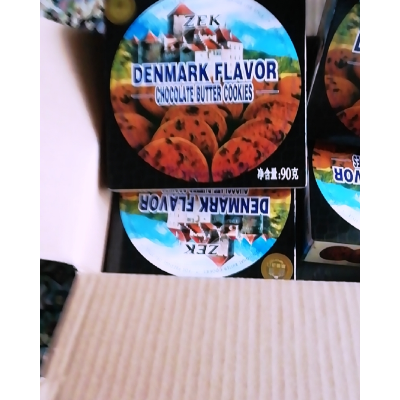 ZEK
DENMARK FLAVOR
CHOCOLATE BUTTER COOKIES
净含量:90克
DENMARK FLAVOR
ZEK